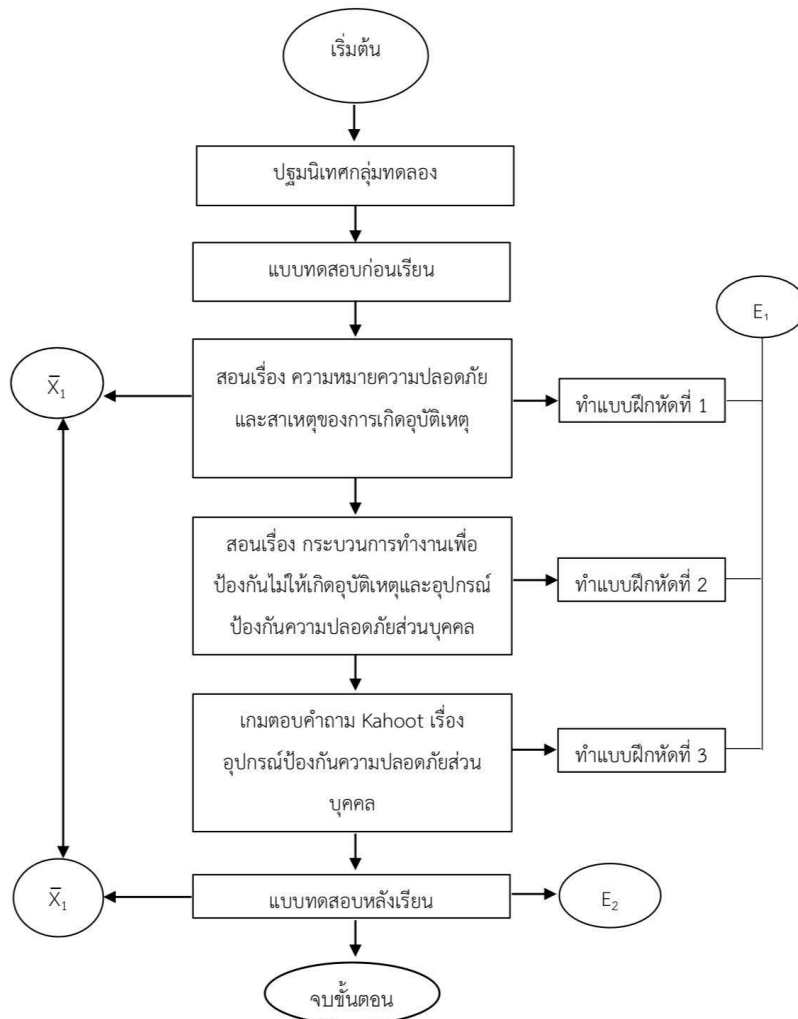 เริ่มต้น
ปฐมนิเทศกลุ่มทดลอง
แบบทดสอบก่อนเรียน
E₁
X̅₁
สอนเรื่อง ความหมายความปลอดภัย
และสาเหตุของการเกิดอุบัติเหตุ
ทำแบบฝึกหัดที่ 1
สอนเรื่อง กระบวนการทำงานเพื่อ
ป้องกันไม่ให้เกิดอุบัติเหตุและอุปกรณ์
ป้องกันความปลอดภัยส่วนบุคคล
ทำแบบฝึกหัดที่ 2
เกมตอบคำถาม Kahoot เรื่อง
อุปกรณ์ป้องกันความปลอดภัยส่วน
บุคคล
ทำแบบฝึกหัดที่ 3
X̅₁
แบบทดสอบหลังเรียน
E₂
จบขั้นตอน